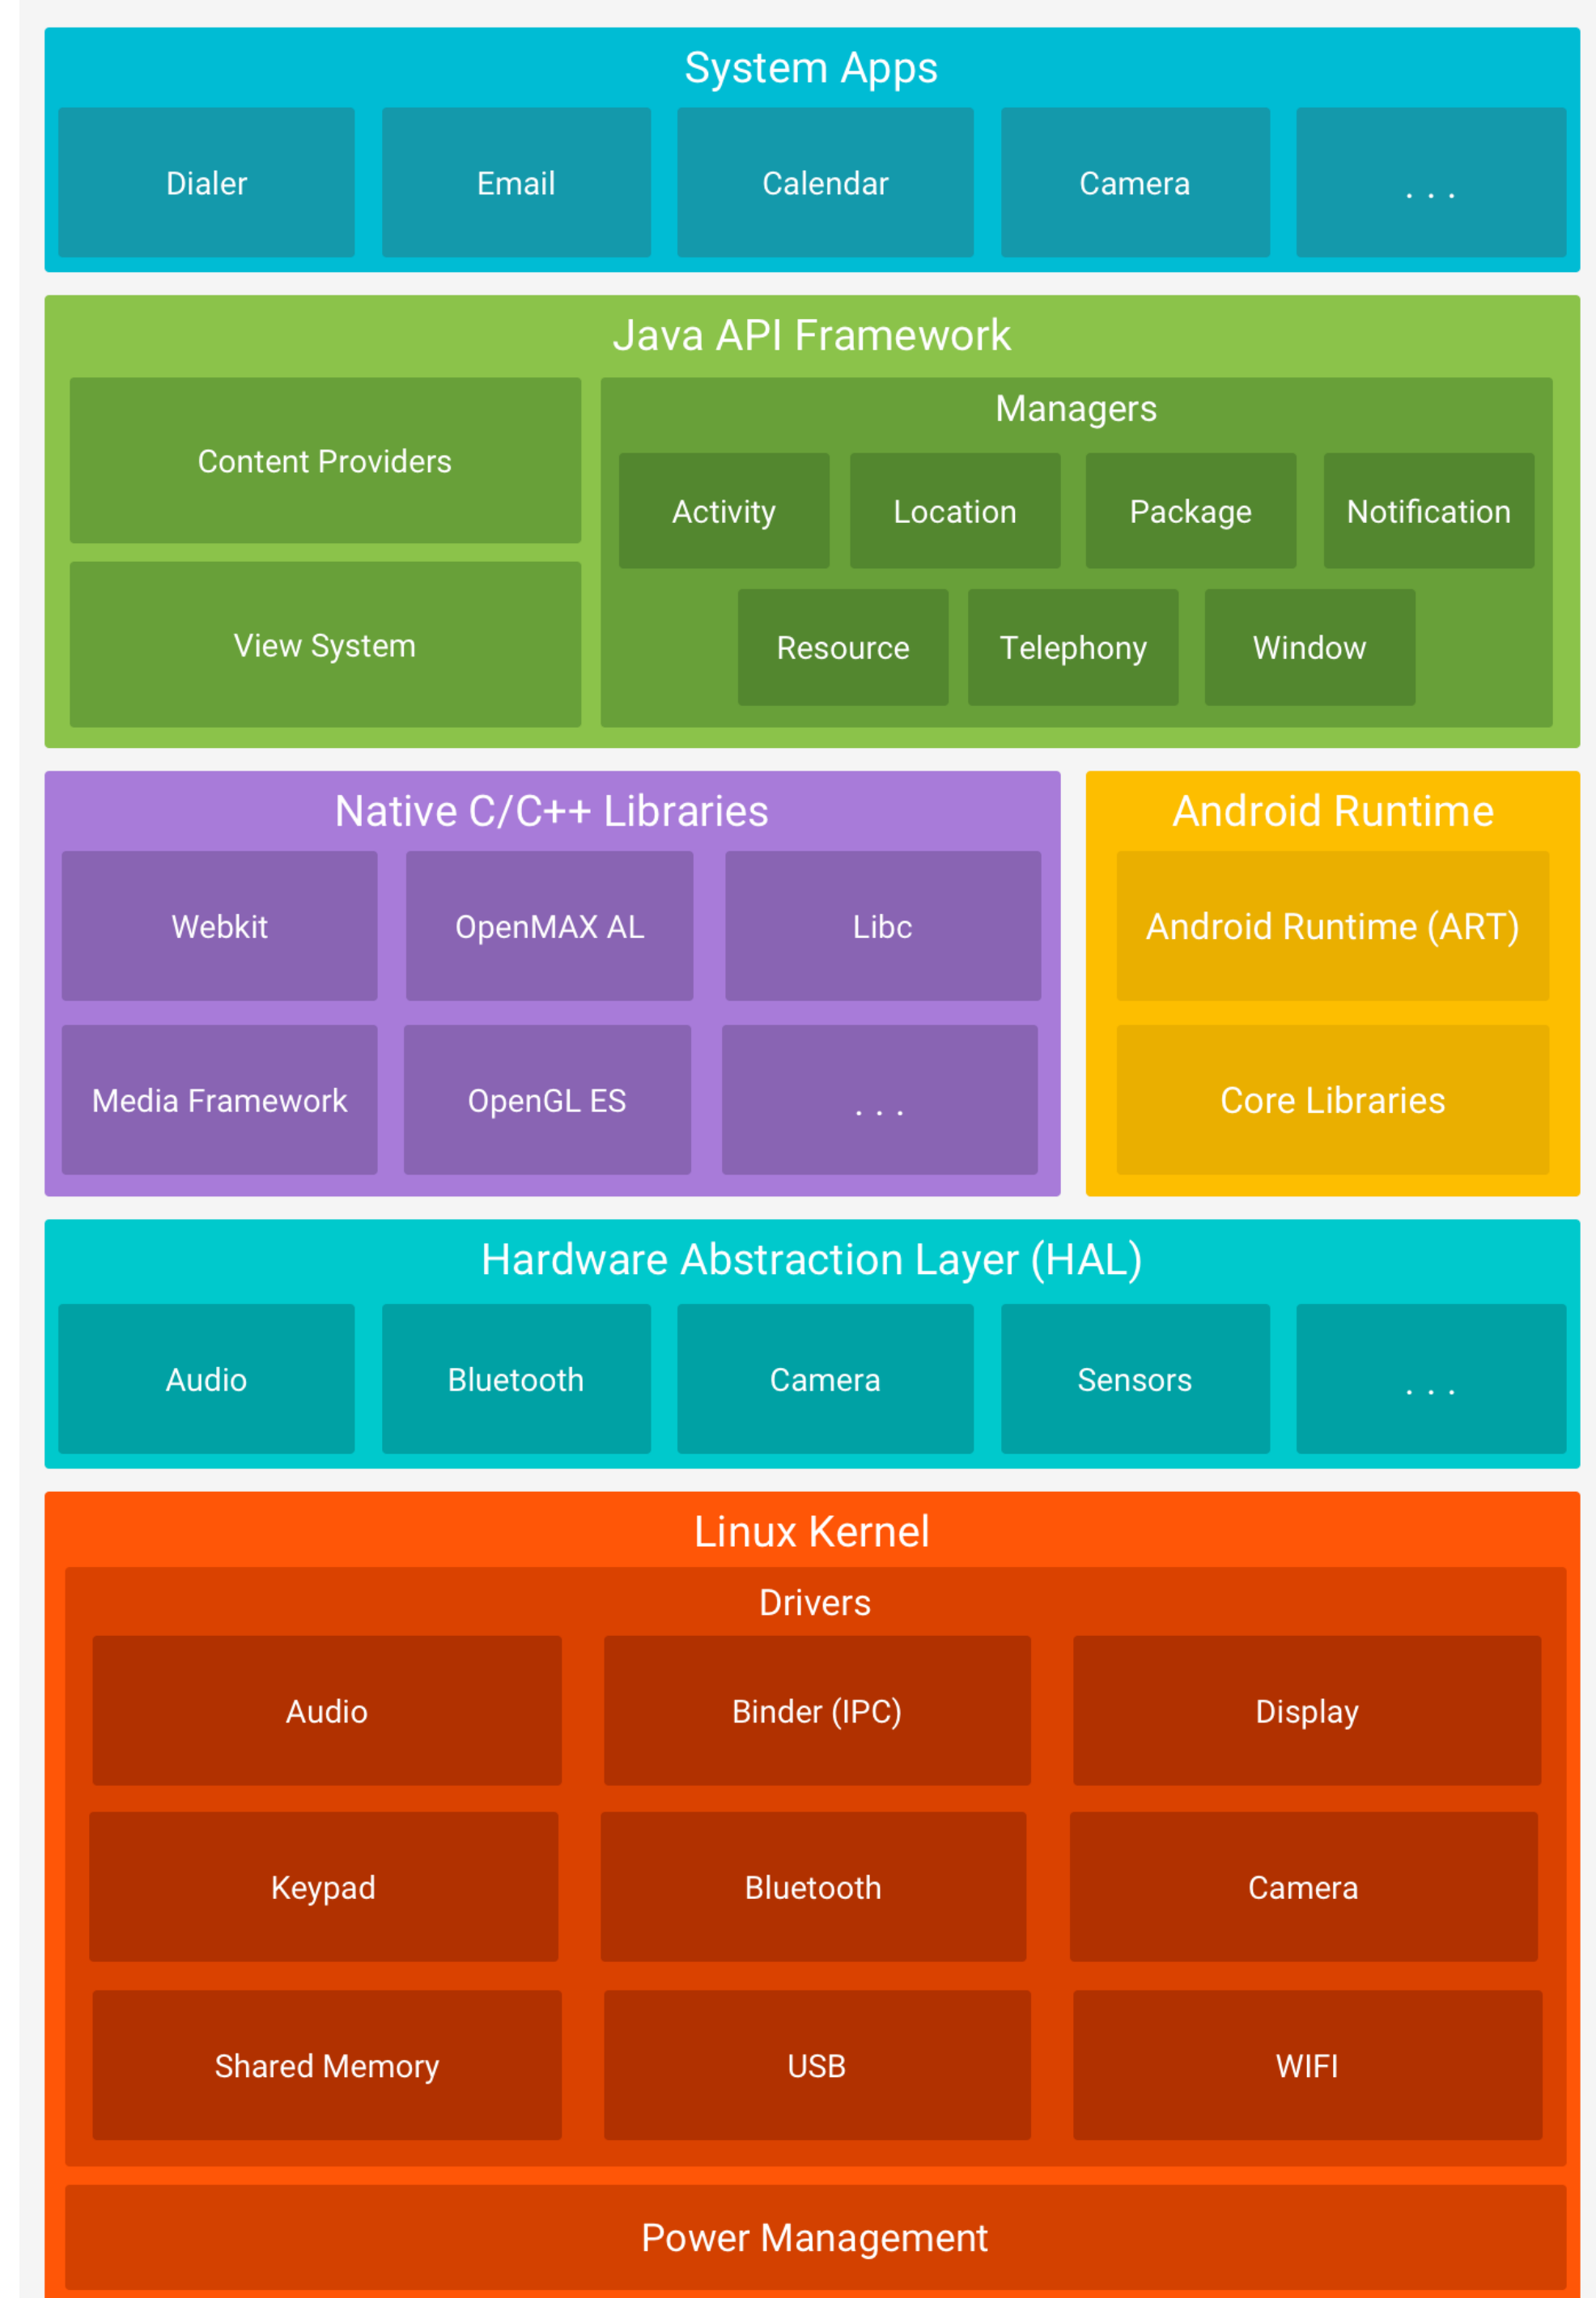 System Apps
Dialer
Email
Calendar
Camera
. . .
Java API Framework
Content Providers
View System
Managers
Activity
Location
Package
Notification
Resource
Telephony
Window
Native C/C++ Libraries
Webkit
OpenMAX AL
Libc
Media Framework
OpenGL ES
. . .
Android Runtime
Android Runtime (ART)
Core Libraries
Hardware Abstraction Layer (HAL)
Audio
Bluetooth
Camera
Sensors
. . .
Linux Kernel
Drivers
Audio
Binder (IPC)
Display
Keypad
Bluetooth
Camera
Shared Memory
USB
WIFI
Power Management